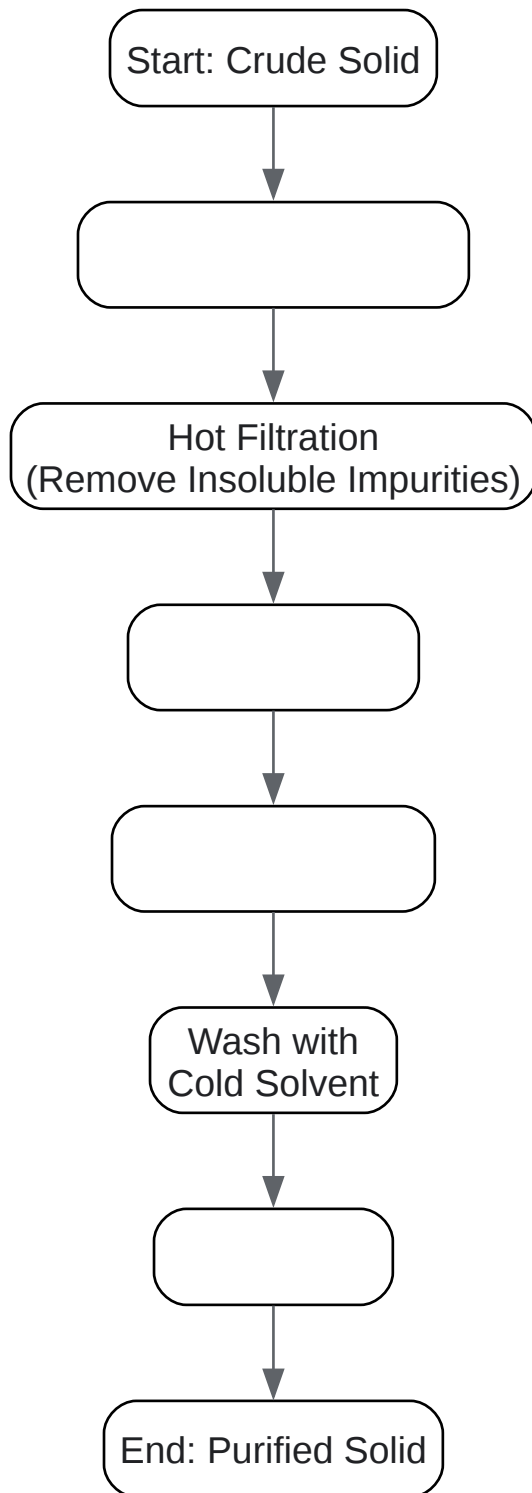 Start: Crude Solid
Hot Filtration
(Remove Insoluble Impurities)
Wash with
Cold Solvent
End: Purified Solid